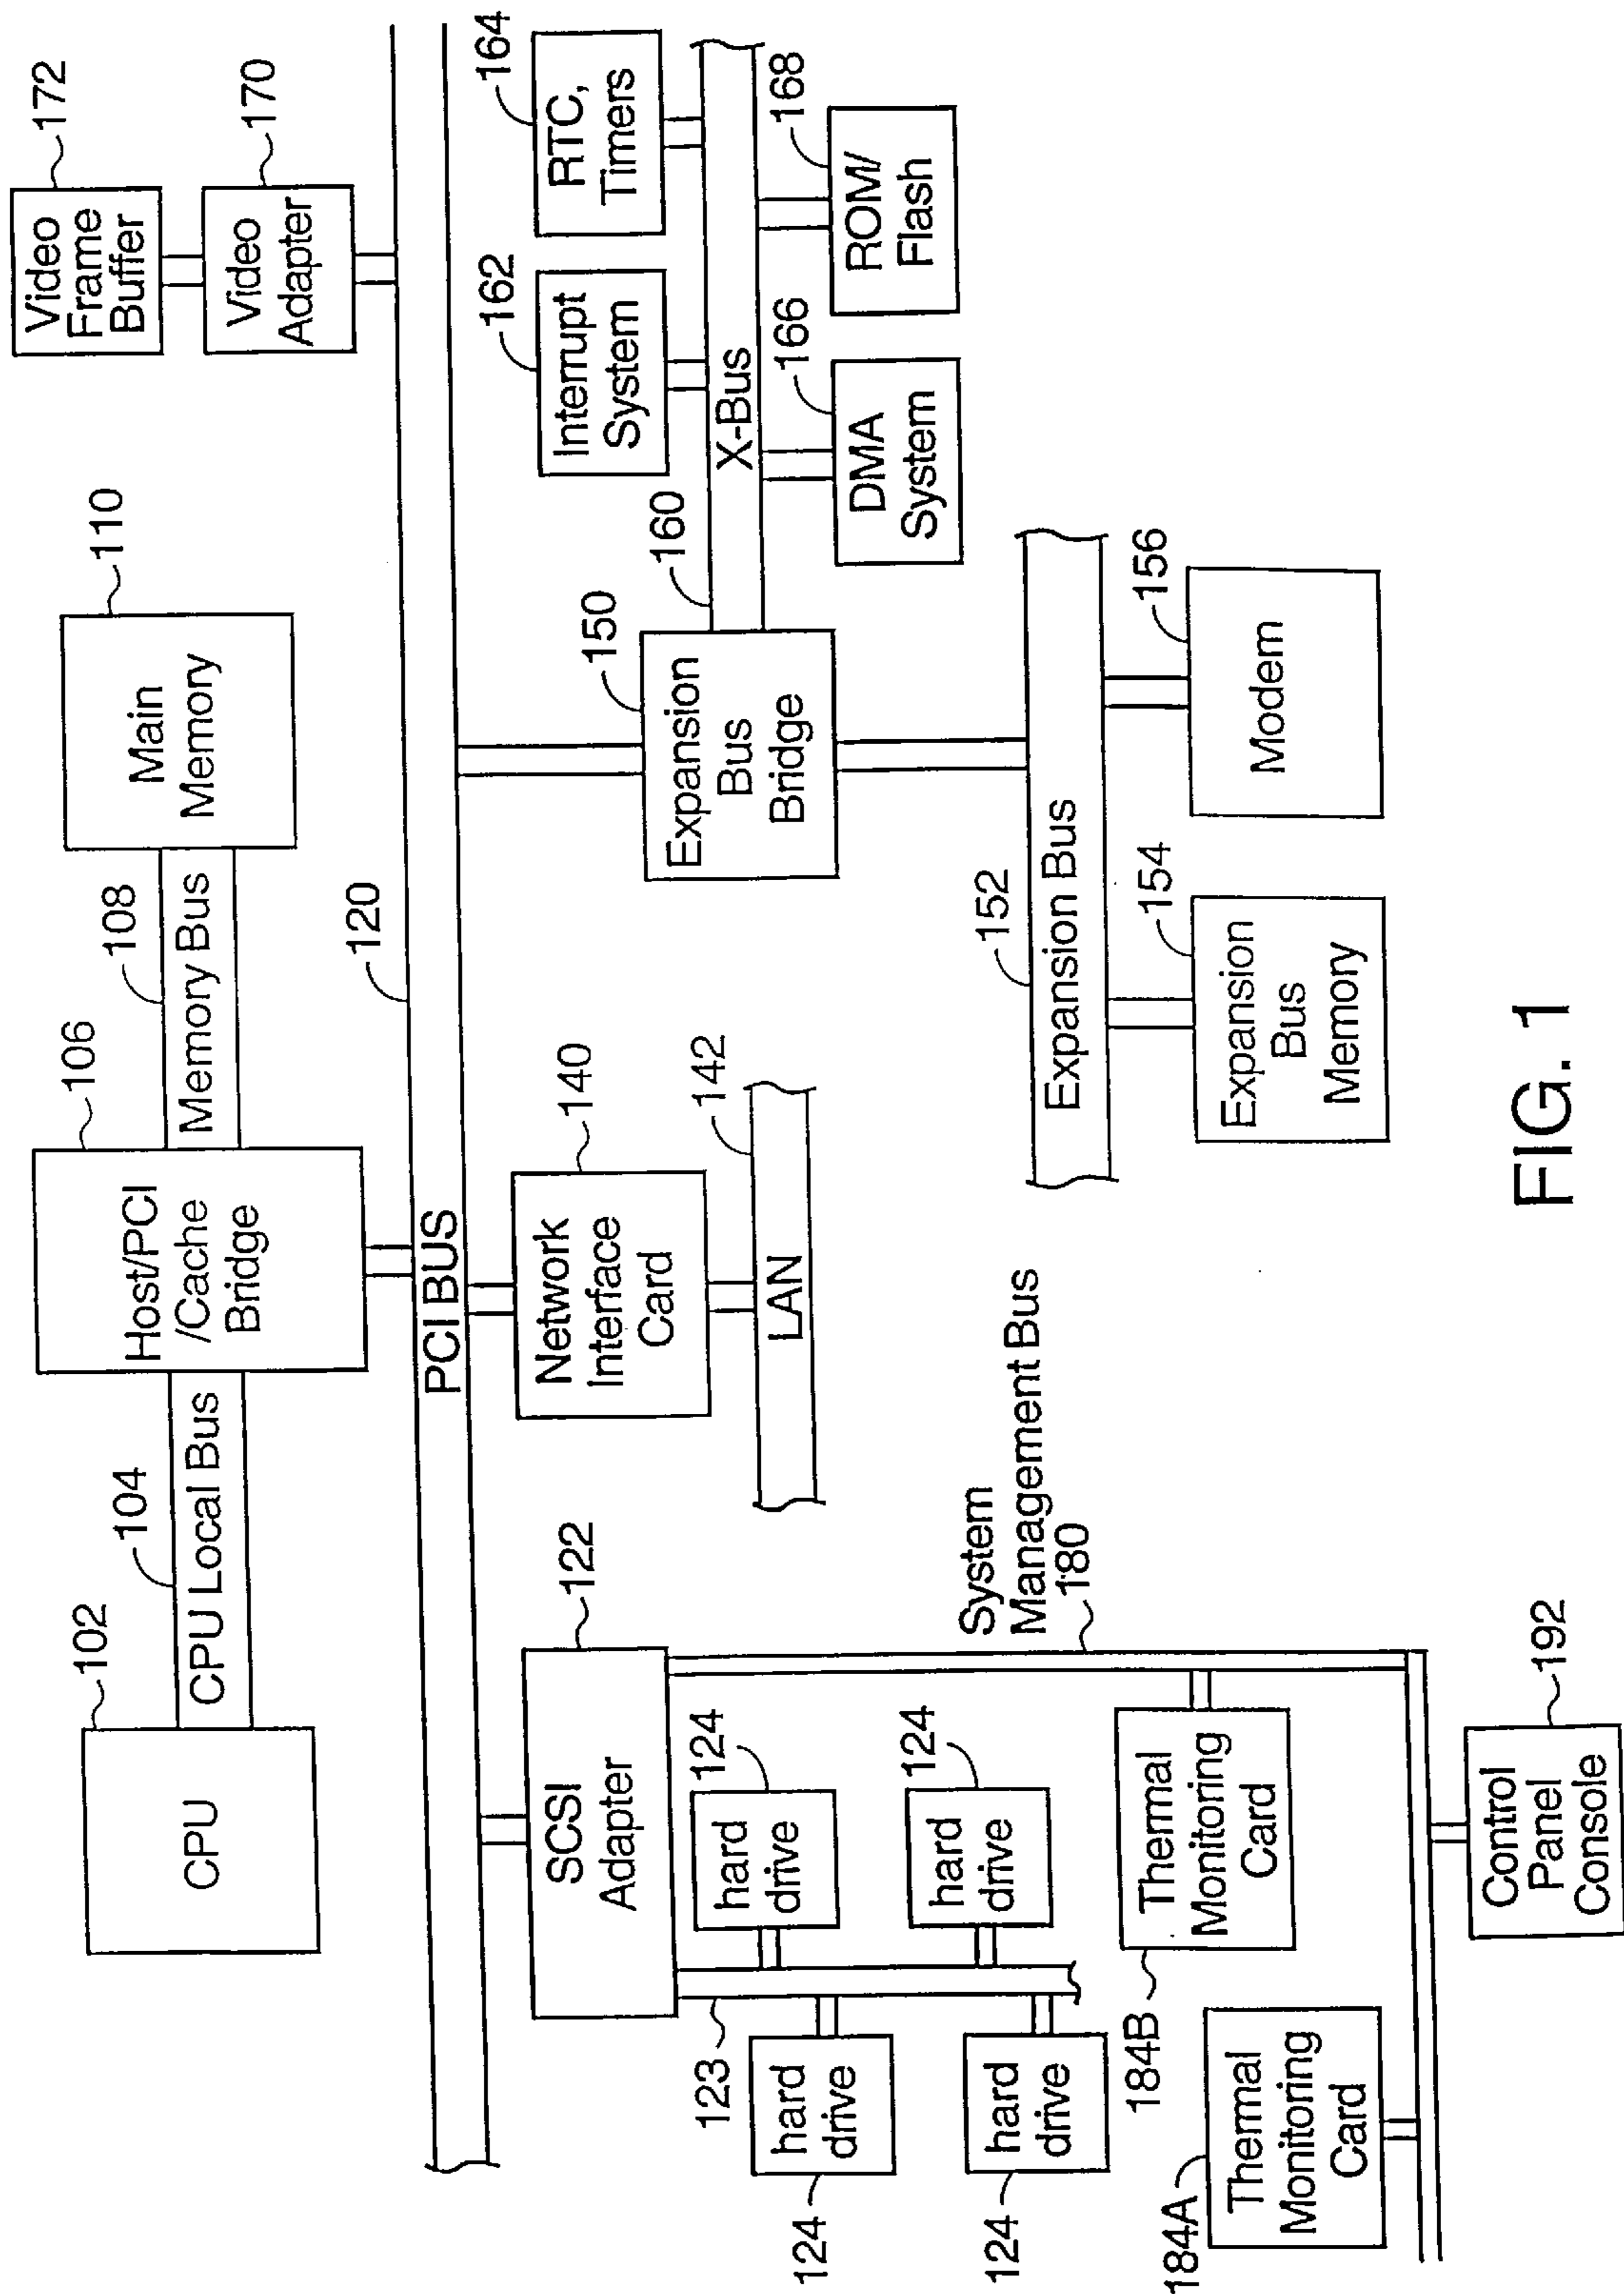 172
Video
Frame
Buffer
170
Video
Adapter
110
Main
Memory
108
Memory Bus
106
Host/PCI
/Cache
Bridge
104
CPU Local Bus
102
CPU
120
PCI BUS
164
RTC,
Timers
162
Interrupt
System
160
X-Bus
168
ROM/
Flash
166
DMA
System
150
Expansion
Bus
Bridge
140
Network
Interface
Card
142
LAN
122
SCSI
Adapter
124
hard
drive
124
hard
drive
123
hard
drive
124
hard
drive
124
152
Expansion Bus
156
Modem
154
Expansion
Bus
Memory
System
Management Bus
180
Thermal
Monitoring
Card
184B
184A
Thermal
Monitoring
Card
192
Control
Panel
Console
FIG. 1